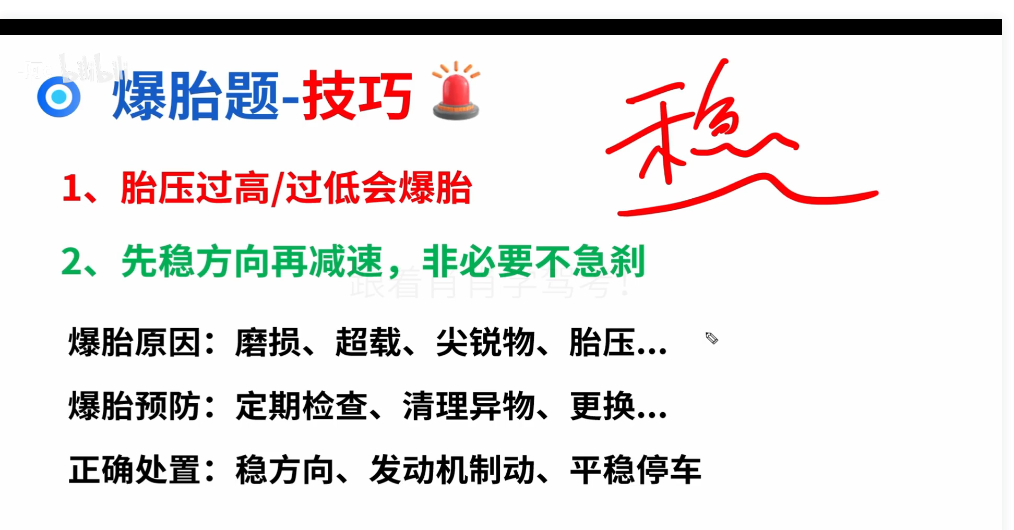 bilibili
爆胎题-技巧
稳
1、胎压过高/过低会爆胎
2、先稳方向再减速，非必要不急刹
跟着肖肖学驾考！
爆胎原因：磨损、超载、尖锐物、胎压...
爆胎预防：定期检查、清理异物、更换...
正确处置：稳方向、发动机制动、平稳停车